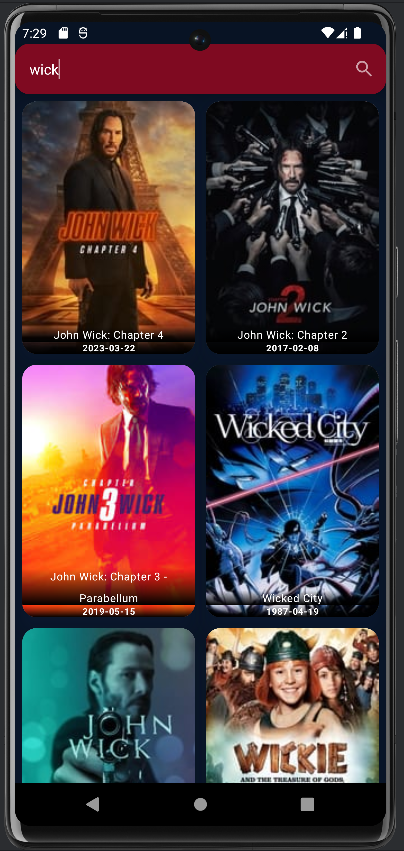 7:29
wick
JOHN WICK
CHAPTER 4
John Wick: Chapter 4
2023-03-22
2
JOHN WICK
John Wick: Chapter 2
2017-02-08
CHAPTER
JOHN 3 WICK
PARABELLUM
John Wick: Chapter 3 -
Parabellum
2019-05-15
Wicked City
Wicked City
1987-04-19
JOHN
WICK
WICKIE
AND THE TREASURE OF GODS